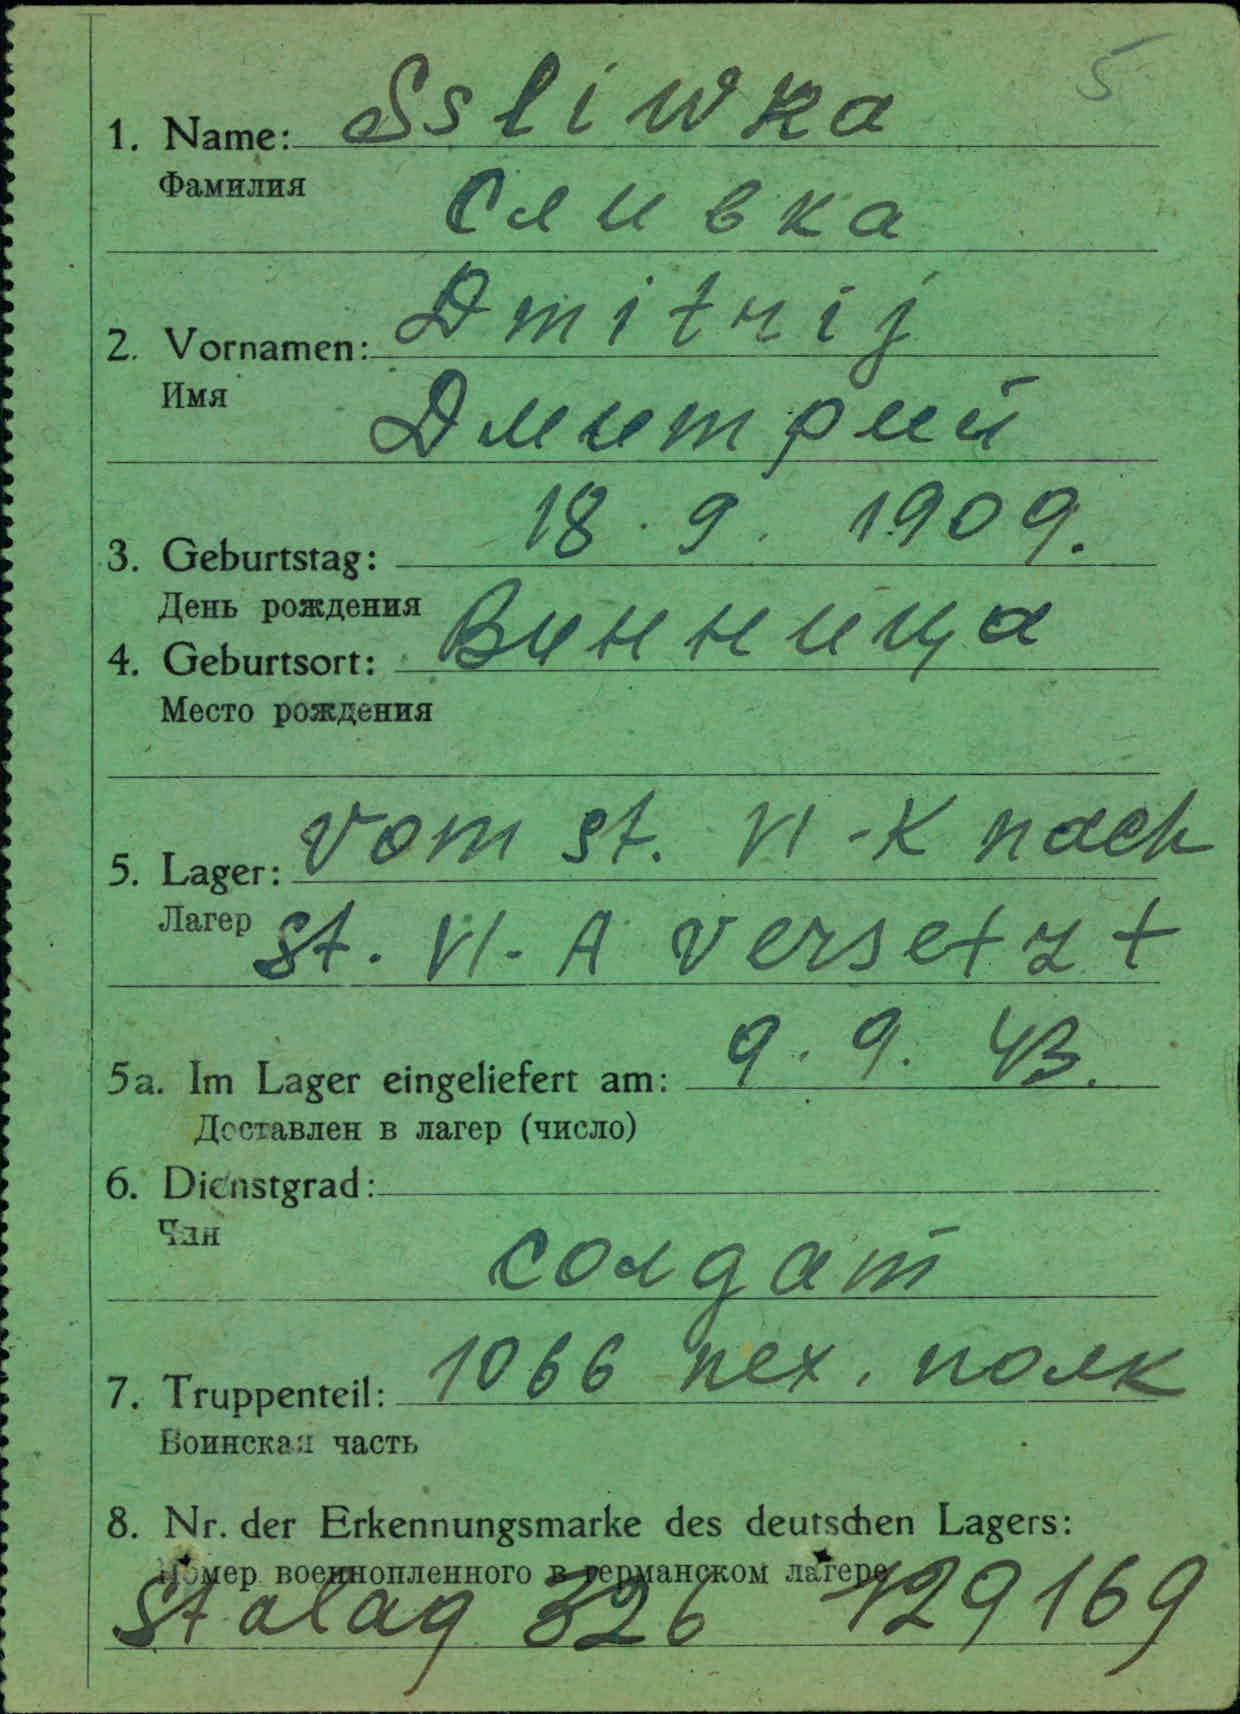 5
1. Name: Ssliwka
Фамилия
Сливка
2. Vornamen: Dmitrij
Имя
Дмитрий
3. Geburtstag: 18.9.1909.
День рождения
4. Geburtsort: Винница
Место рождения
5. Lager: vom St. VI-K nach
Лагер St. VI-A versetzt
5a. Im Lager eingeliefert am: 9.9.43.
Доставлен в лагер (число)
6. Dienstgrad:
Чин
солдат
7. Truppenteil: 1066 пех. полк
Воинская часть
8. Nr. der Erkennungsmarke des deutschen Lagers:
Номер военнопленного в германском лагере
Stalag 326 129169